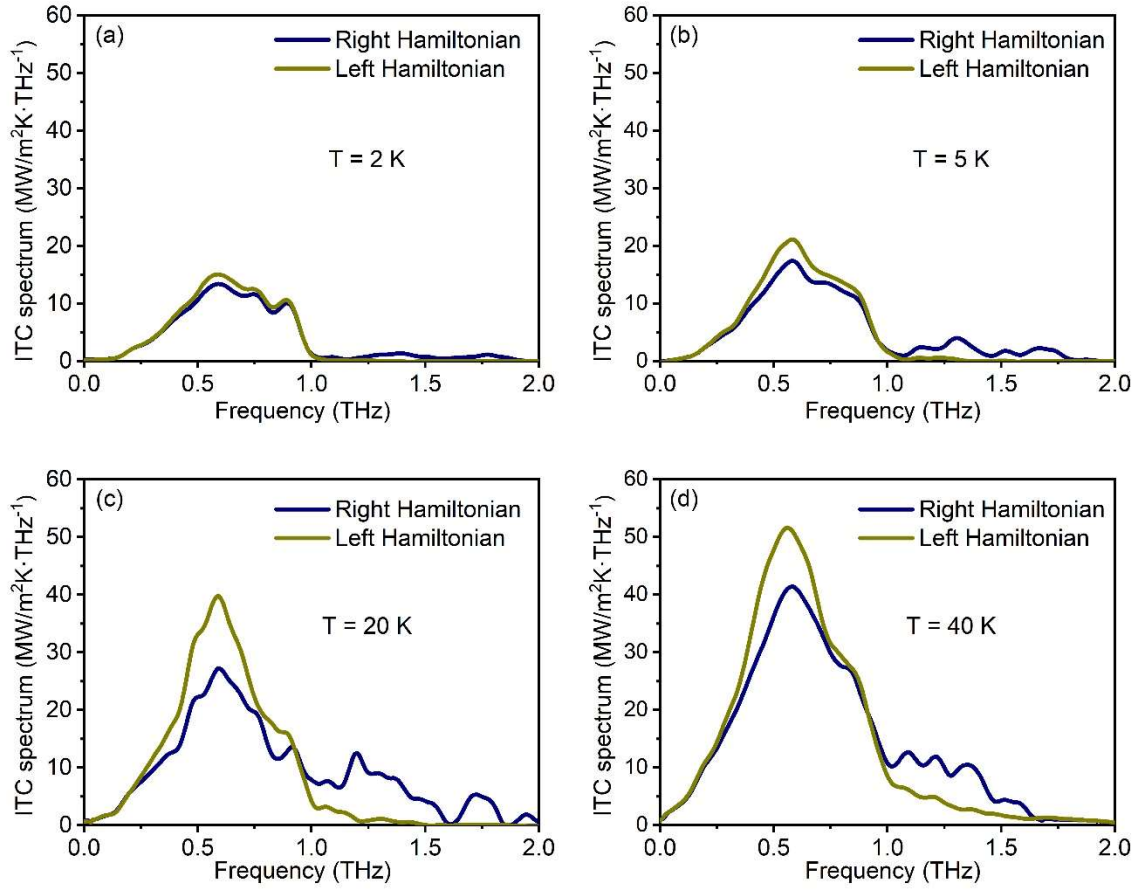 (a)
Right Hamiltonian
Left Hamiltonian
T = 2 K
ITC spectrum (MW/m²K·THz⁻¹)
60
50
40
30
20
10
0
0.0 0.5 1.0 1.5 2.0
Frequency (THz)
(b)
Right Hamiltonian
Left Hamiltonian
T = 5 K
ITC spectrum (MW/m²K·THz⁻¹)
60
50
40
30
20
10
0
0.0 0.5 1.0 1.5 2.0
Frequency (THz)
(c)
Right Hamiltonian
Left Hamiltonian
T = 20 K
ITC spectrum (MW/m²K·THz⁻¹)
60
50
40
30
20
10
0
0.0 0.5 1.0 1.5 2.0
Frequency (THz)
(d)
Right Hamiltonian
Left Hamiltonian
T = 40 K
ITC spectrum (MW/m²K·THz⁻¹)
60
50
40
30
20
10
0
0.0 0.5 1.0 1.5 2.0
Frequency (THz)